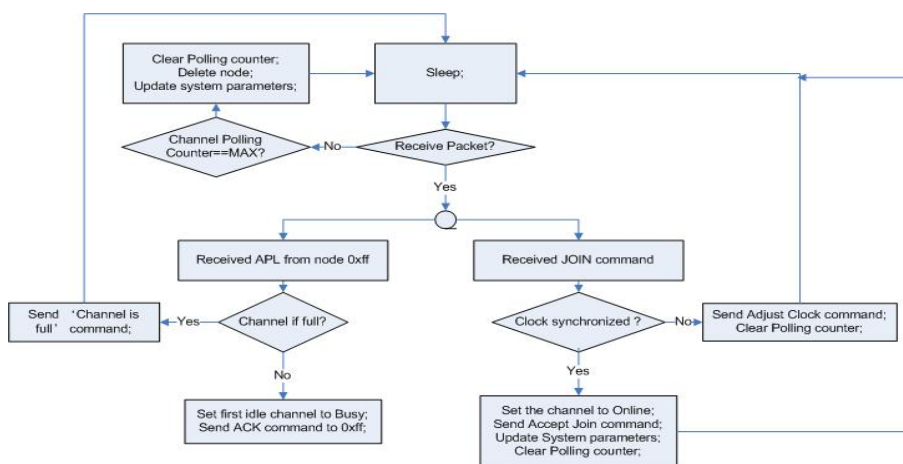 Clear Polling counter;
Delete node;
Update system parameters;
Sleep;
Channel Polling
Counter==MAX?
No
Receive Packet?
Yes
Received APL from node 0xff
Received JOIN command
Send ‘Channel is
full’ command;
Yes
Channel if full?
Clock synchronized ?
No
Send Adjust Clock command;
Clear Polling counter;
No
Yes
Set first idle channel to Busy;
Send ACK command to 0xff;
Set the channel to Online;
Send Accept Join command;
Update System parameters;
Clear Polling counter;